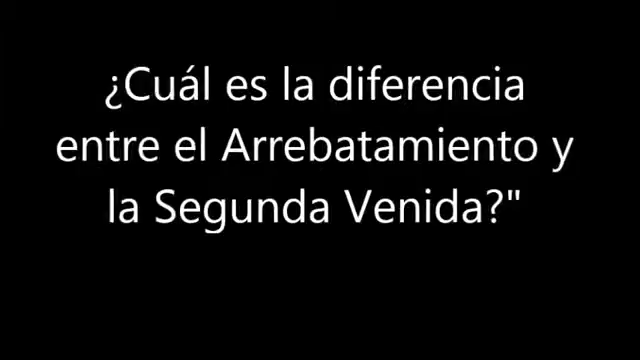 ¿Cuál es la diferencia
entre el Arrebatamiento y
la Segunda Venida?"